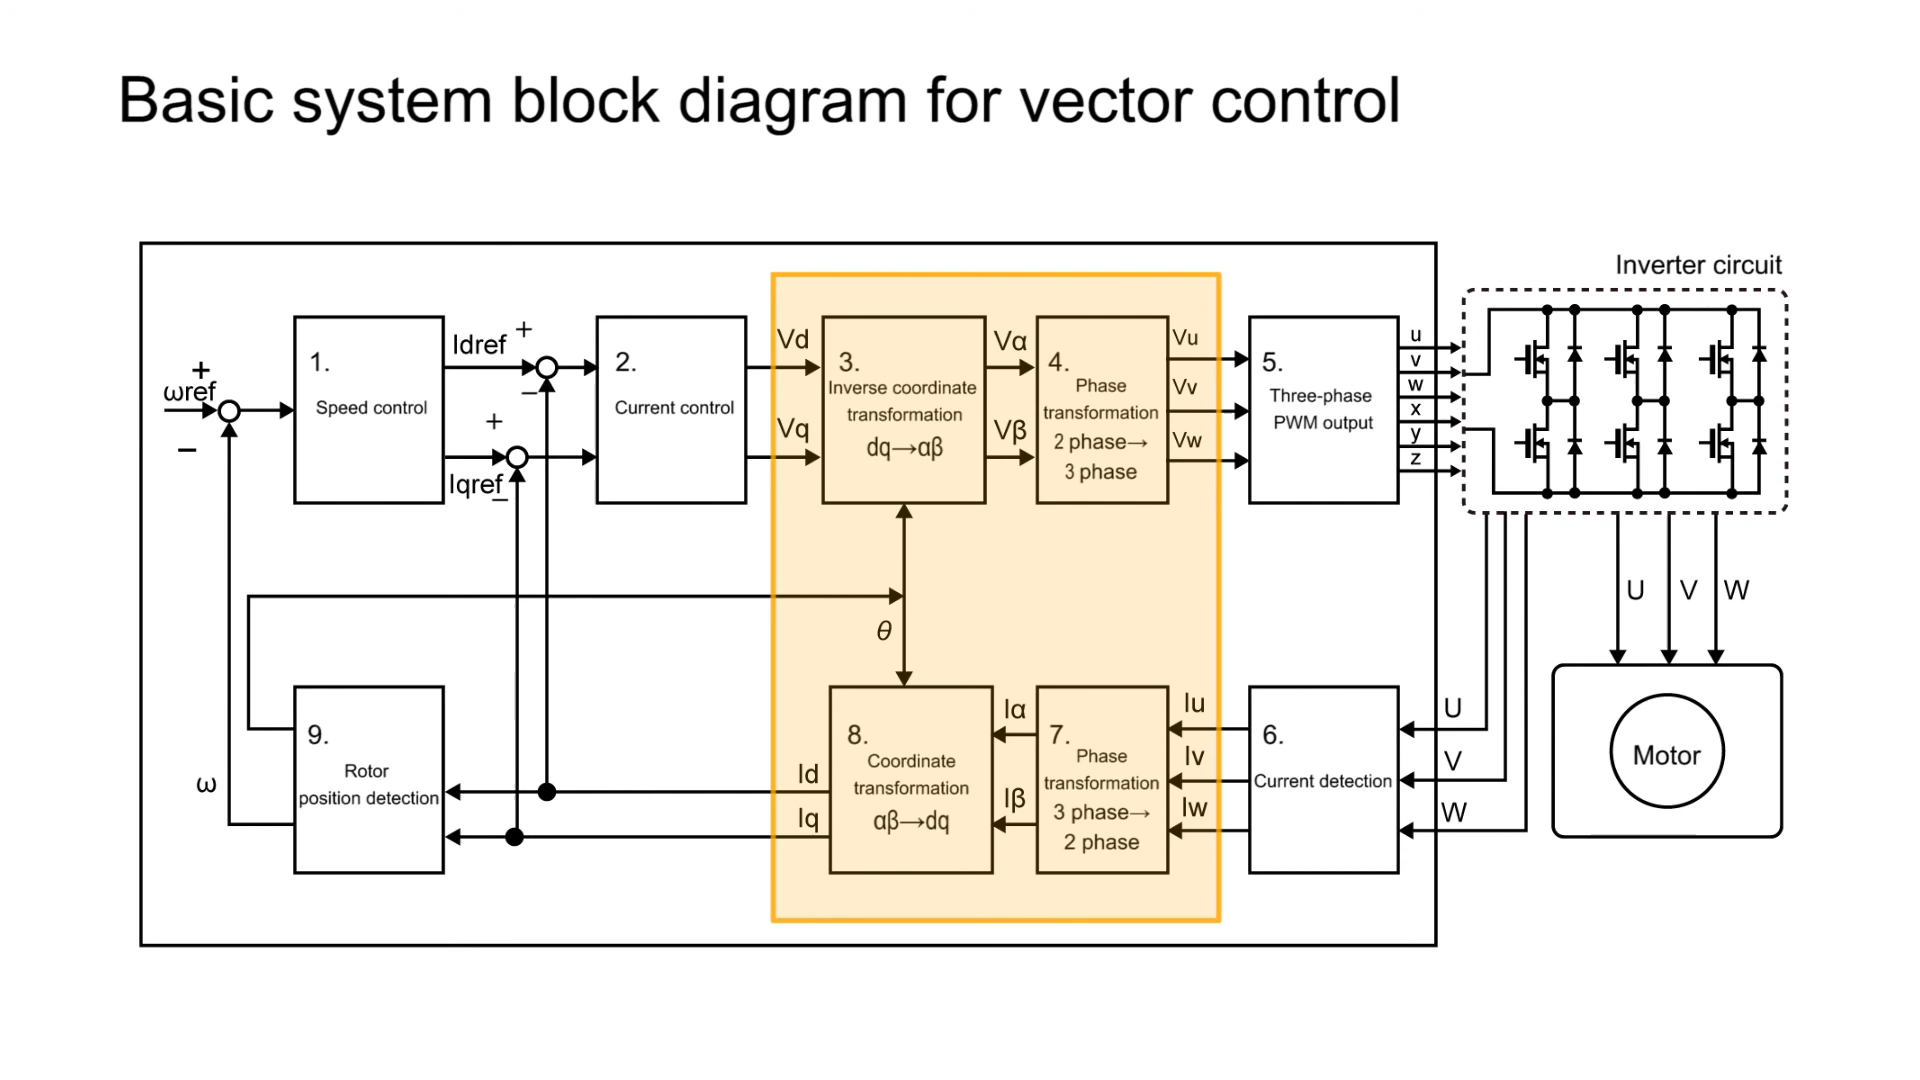 Basic system block diagram for vector control
Inverter circuit
+
ωref
−
1.
Speed control
Idref
+
−
+
Iqref
−
2.
Current control
Vd
Vq
3.
Inverse coordinate
transformation
dq→αβ
Vα
Vβ
4.
Phase
transformation
2 phase→
3 phase
Vu
Vv
Vw
5.
Three-phase
PWM output
u
v
w
x
y
z
U
V
W
θ
ω
9.
Rotor
position detection
Id
Iq
8.
Coordinate
transformation
αβ→dq
Iα
Iβ
7.
Phase
transformation
3 phase→
2 phase
Iu
Iv
Iw
6.
Current detection
U
V
W
Motor